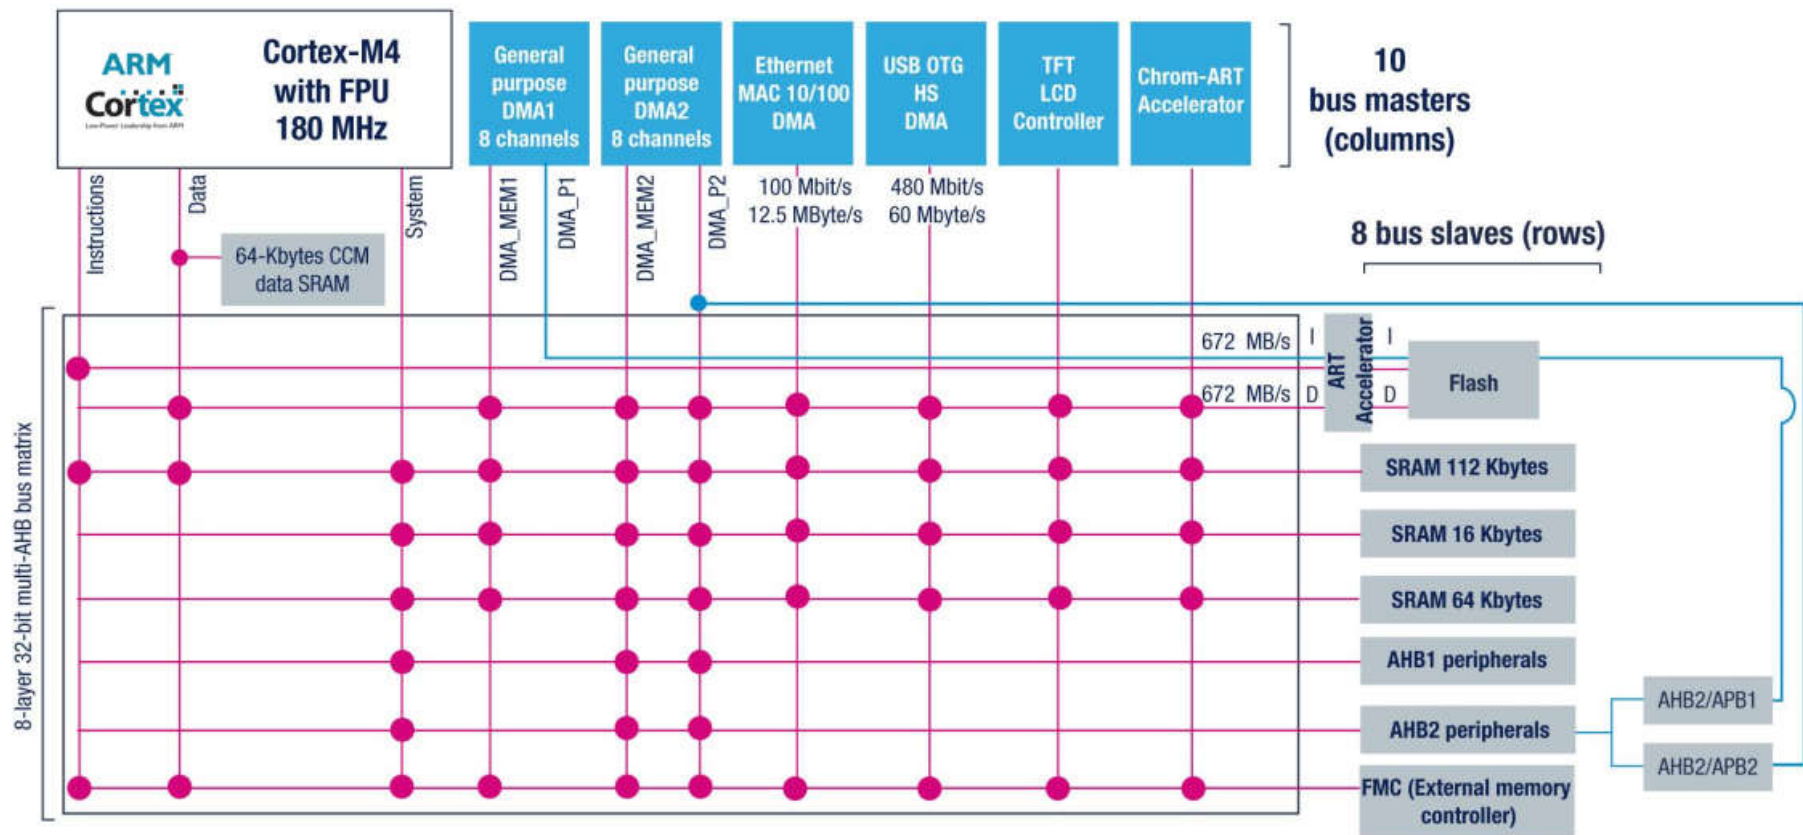 ARM
Cortex
Low-Power Leadership from ARM
Cortex-M4
with FPU
180 MHz
General
purpose
DMA1
8 channels
General
purpose
DMA2
8 channels
Ethernet
MAC 10/100
DMA
USB OTG
HS
DMA
TFT
LCD
Controller
Chrom-ART
Accelerator
10
bus masters
(columns)
Instructions
Data
System
DMA_MEM1
DMA_P1
DMA_MEM2
DMA_P2
100 Mbit/s
12.5 MByte/s
480 Mbit/s
60 Mbyte/s
64-Kbytes CCM
data SRAM
8 bus slaves (rows)
8-layer 32-bit multi-AHB bus matrix
672 MB/s
I
ART
Accelerator
I
Flash
672 MB/s
D
D
SRAM 112 Kbytes
SRAM 16 Kbytes
SRAM 64 Kbytes
AHB1 peripherals
AHB2 peripherals
AHB2/APB1
AHB2/APB2
FMC (External memory
controller)